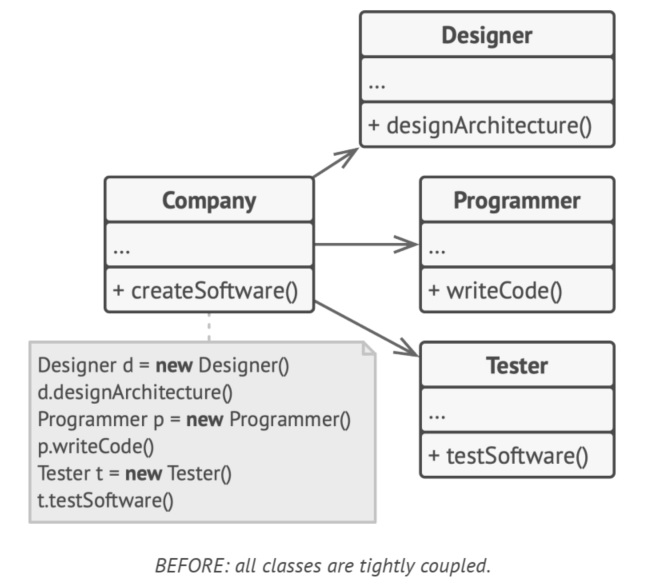 Designer
...
+ designArchitecture()
Company
...
+ createSoftware()
Programmer
...
+ writeCode()
Tester
...
+ testSoftware()
Designer d = new Designer()
d.designArchitecture()
Programmer p = new Programmer()
p.writeCode()
Tester t = new Tester()
t.testSoftware()
BEFORE: all classes are tightly coupled.